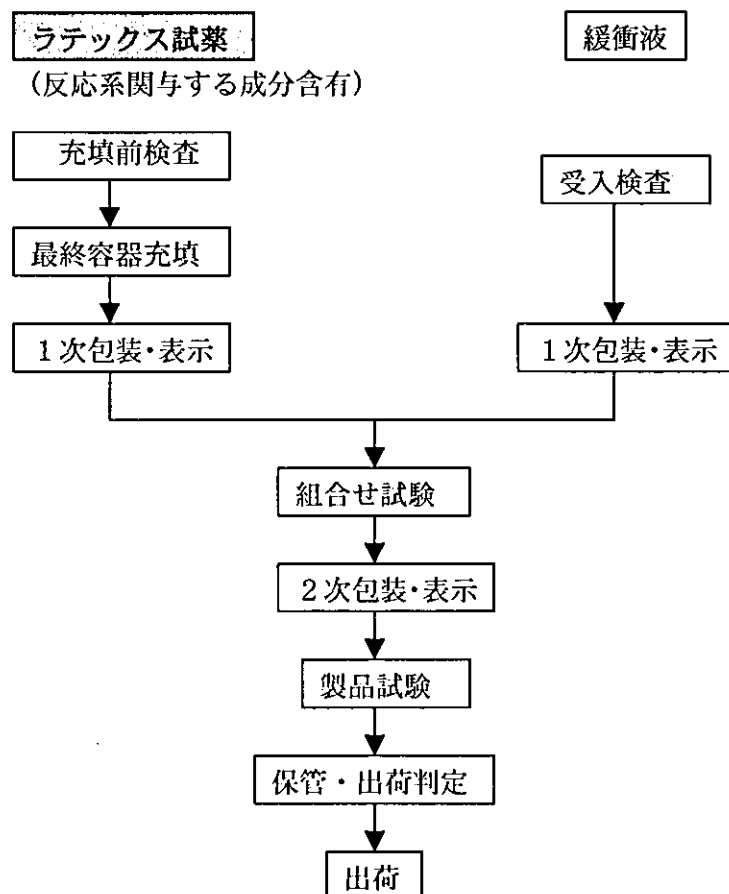 ラテックス試薬
緩衝液
(反応系関与する成分含有)
充填前検査
受入検査
最終容器充填
1次包装・表示
1次包装・表示
組合せ試験
2次包装・表示
製品試験
保管・出荷判定
出荷